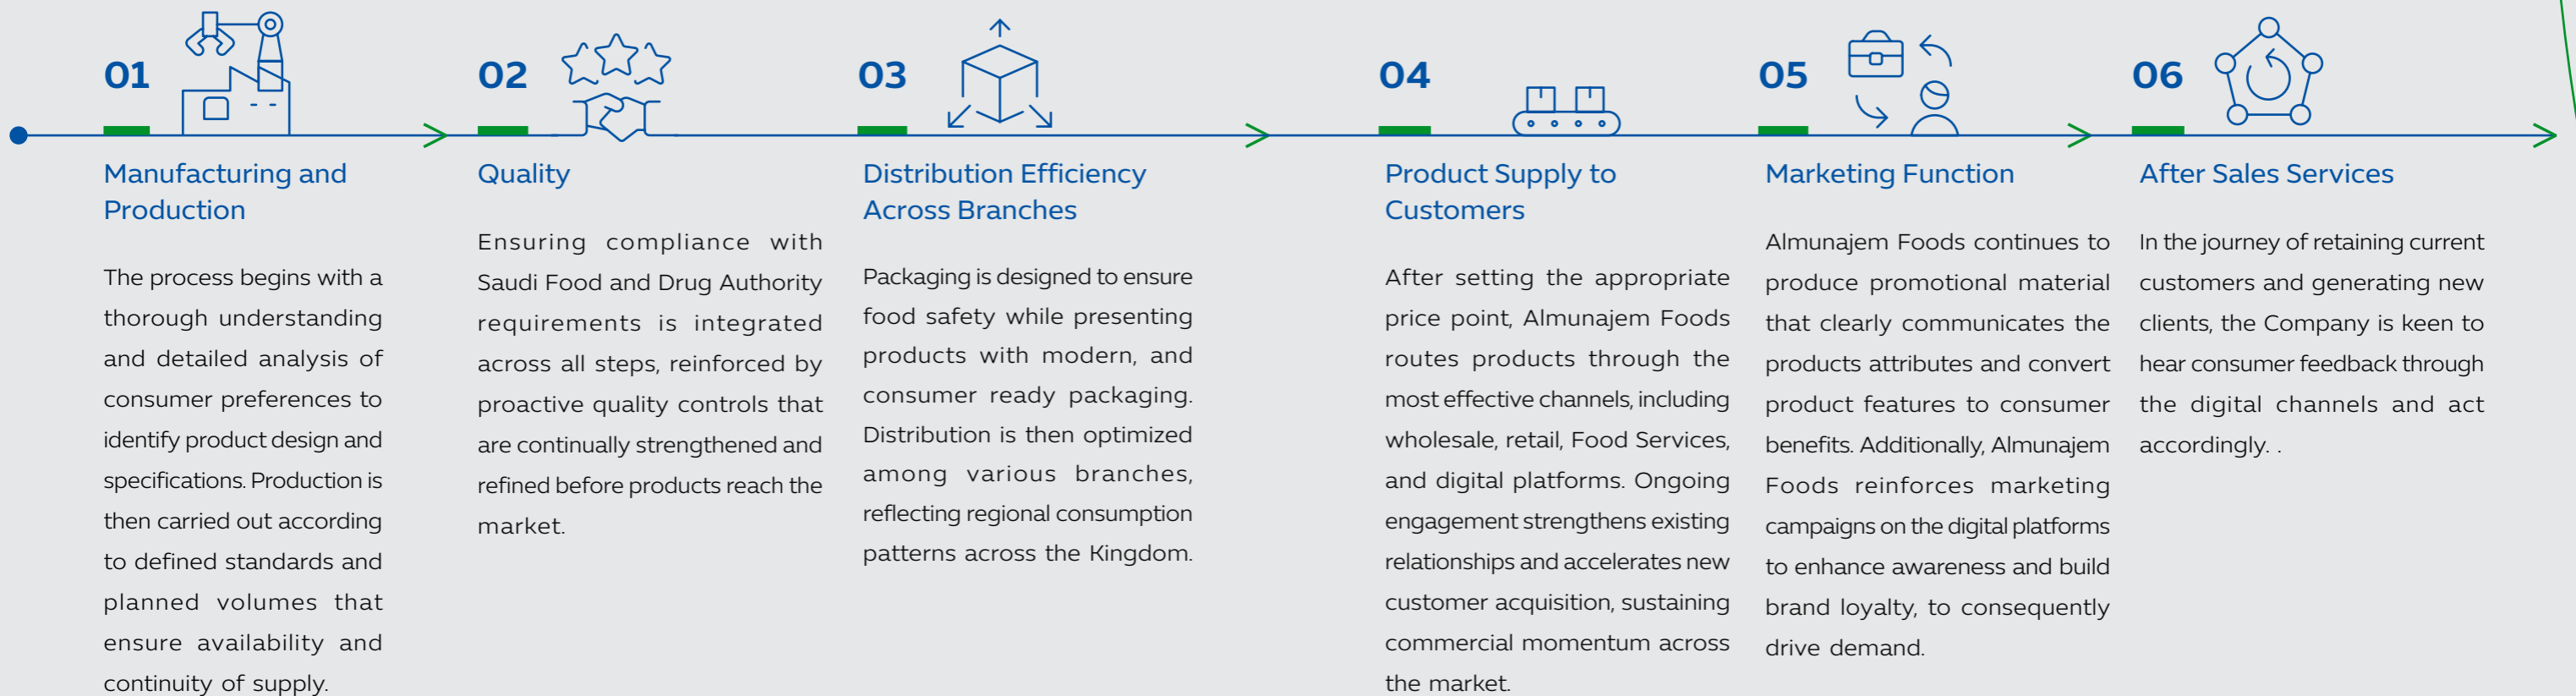 01
Manufacturing and
Production
The process begins with a
thorough understanding
and detailed analysis of
consumer preferences to
identify product design and
specifications. Production is
then carried out according
to defined standards and
planned volumes that
ensure availability and
continuity of supply.
02
Quality
Ensuring compliance with
Saudi Food and Drug Authority
requirements is integrated
across all steps, reinforced by
proactive quality controls that
are continually strengthened and
refined before products reach the
market.
03
Distribution Efficiency
Across Branches
Packaging is designed to ensure
food safety while presenting
products with modern, and
consumer ready packaging.
Distribution is then optimized
among various branches,
reflecting regional consumption
patterns across the Kingdom.
04
Product Supply to
Customers
After setting the appropriate
price point, Almunajem Foods
routes products through the
most effective channels, including
wholesale, retail, Food Services,
and digital platforms. Ongoing
engagement strengthens existing
relationships and accelerates new
customer acquisition, sustaining
commercial momentum across
the market.
05
Marketing Function
Almunajem Foods continues to
produce promotional material
that clearly communicates the
products attributes and convert
product features to consumer
benefits. Additionally, Almunajem
Foods reinforces marketing
campaigns on the digital platforms
to enhance awareness and build
brand loyalty, to consequently
drive demand.
06
After Sales Services
In the journey of retaining current
customers and generating new
clients, the Company is keen to
hear consumer feedback through
the digital channels and act
accordingly. .